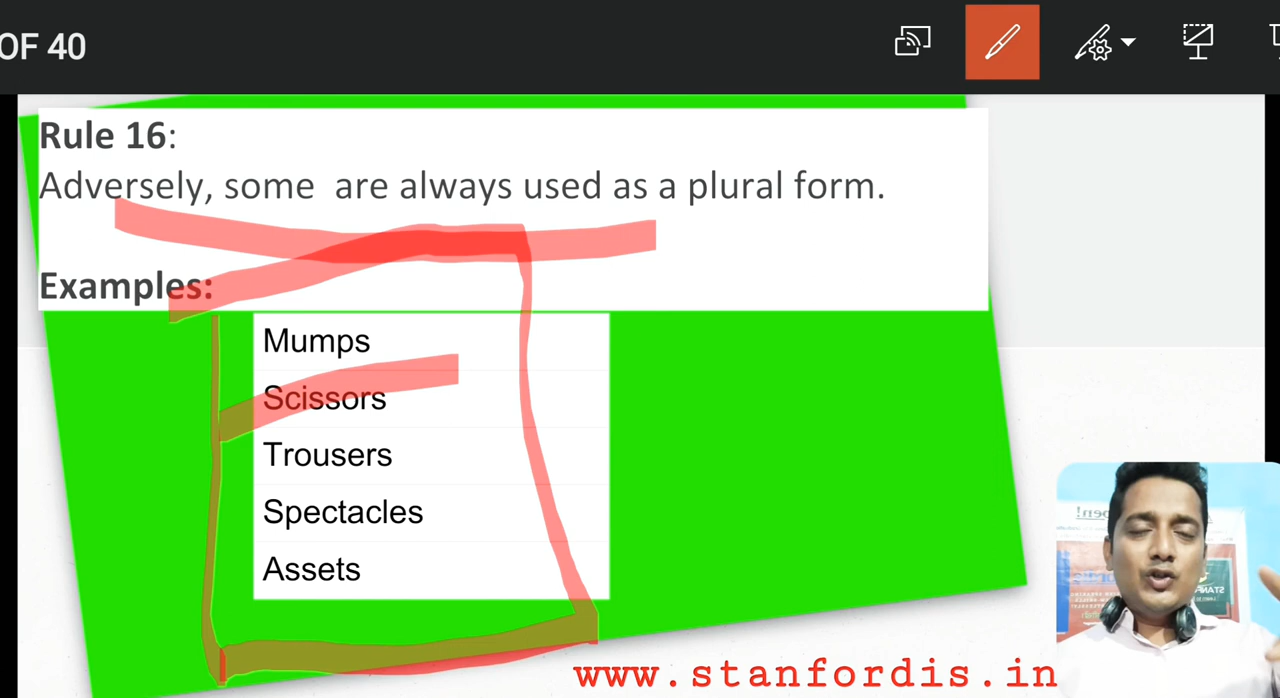 OF 40
Rule 16:
Adversely, some are always used as a plural form.
Examples:
Mumps
Scissors
Trousers
Spectacles
Assets
www.stanfordis.in